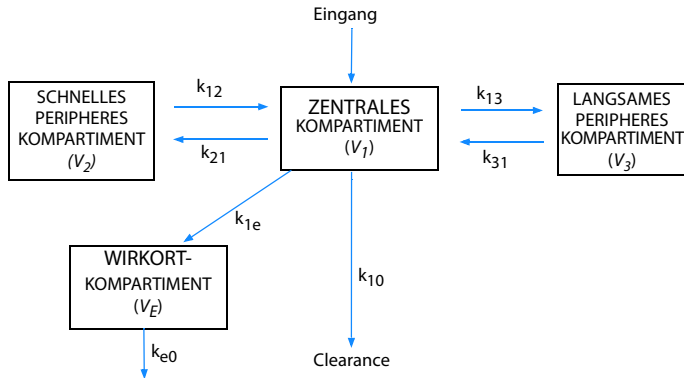 Eingang
k12
SCHNELLES
PERIPHERES
KOMPARTIMENT
(V2)
k21
ZENTRALES
KOMPARTIMENT
(V1)
k13
k31
LANGSAMES
PERIPHERES
KOMPARTIMENT
(V3)
k1e
WIRKORT-
KOMPARTIMENT
(VE)
k10
ke0
Clearance